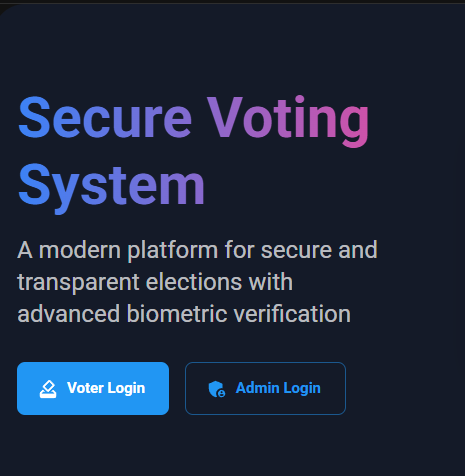 Secure Voting
System
A modern platform for secure and
transparent elections with
advanced biometric verification
Voter Login
Admin Login